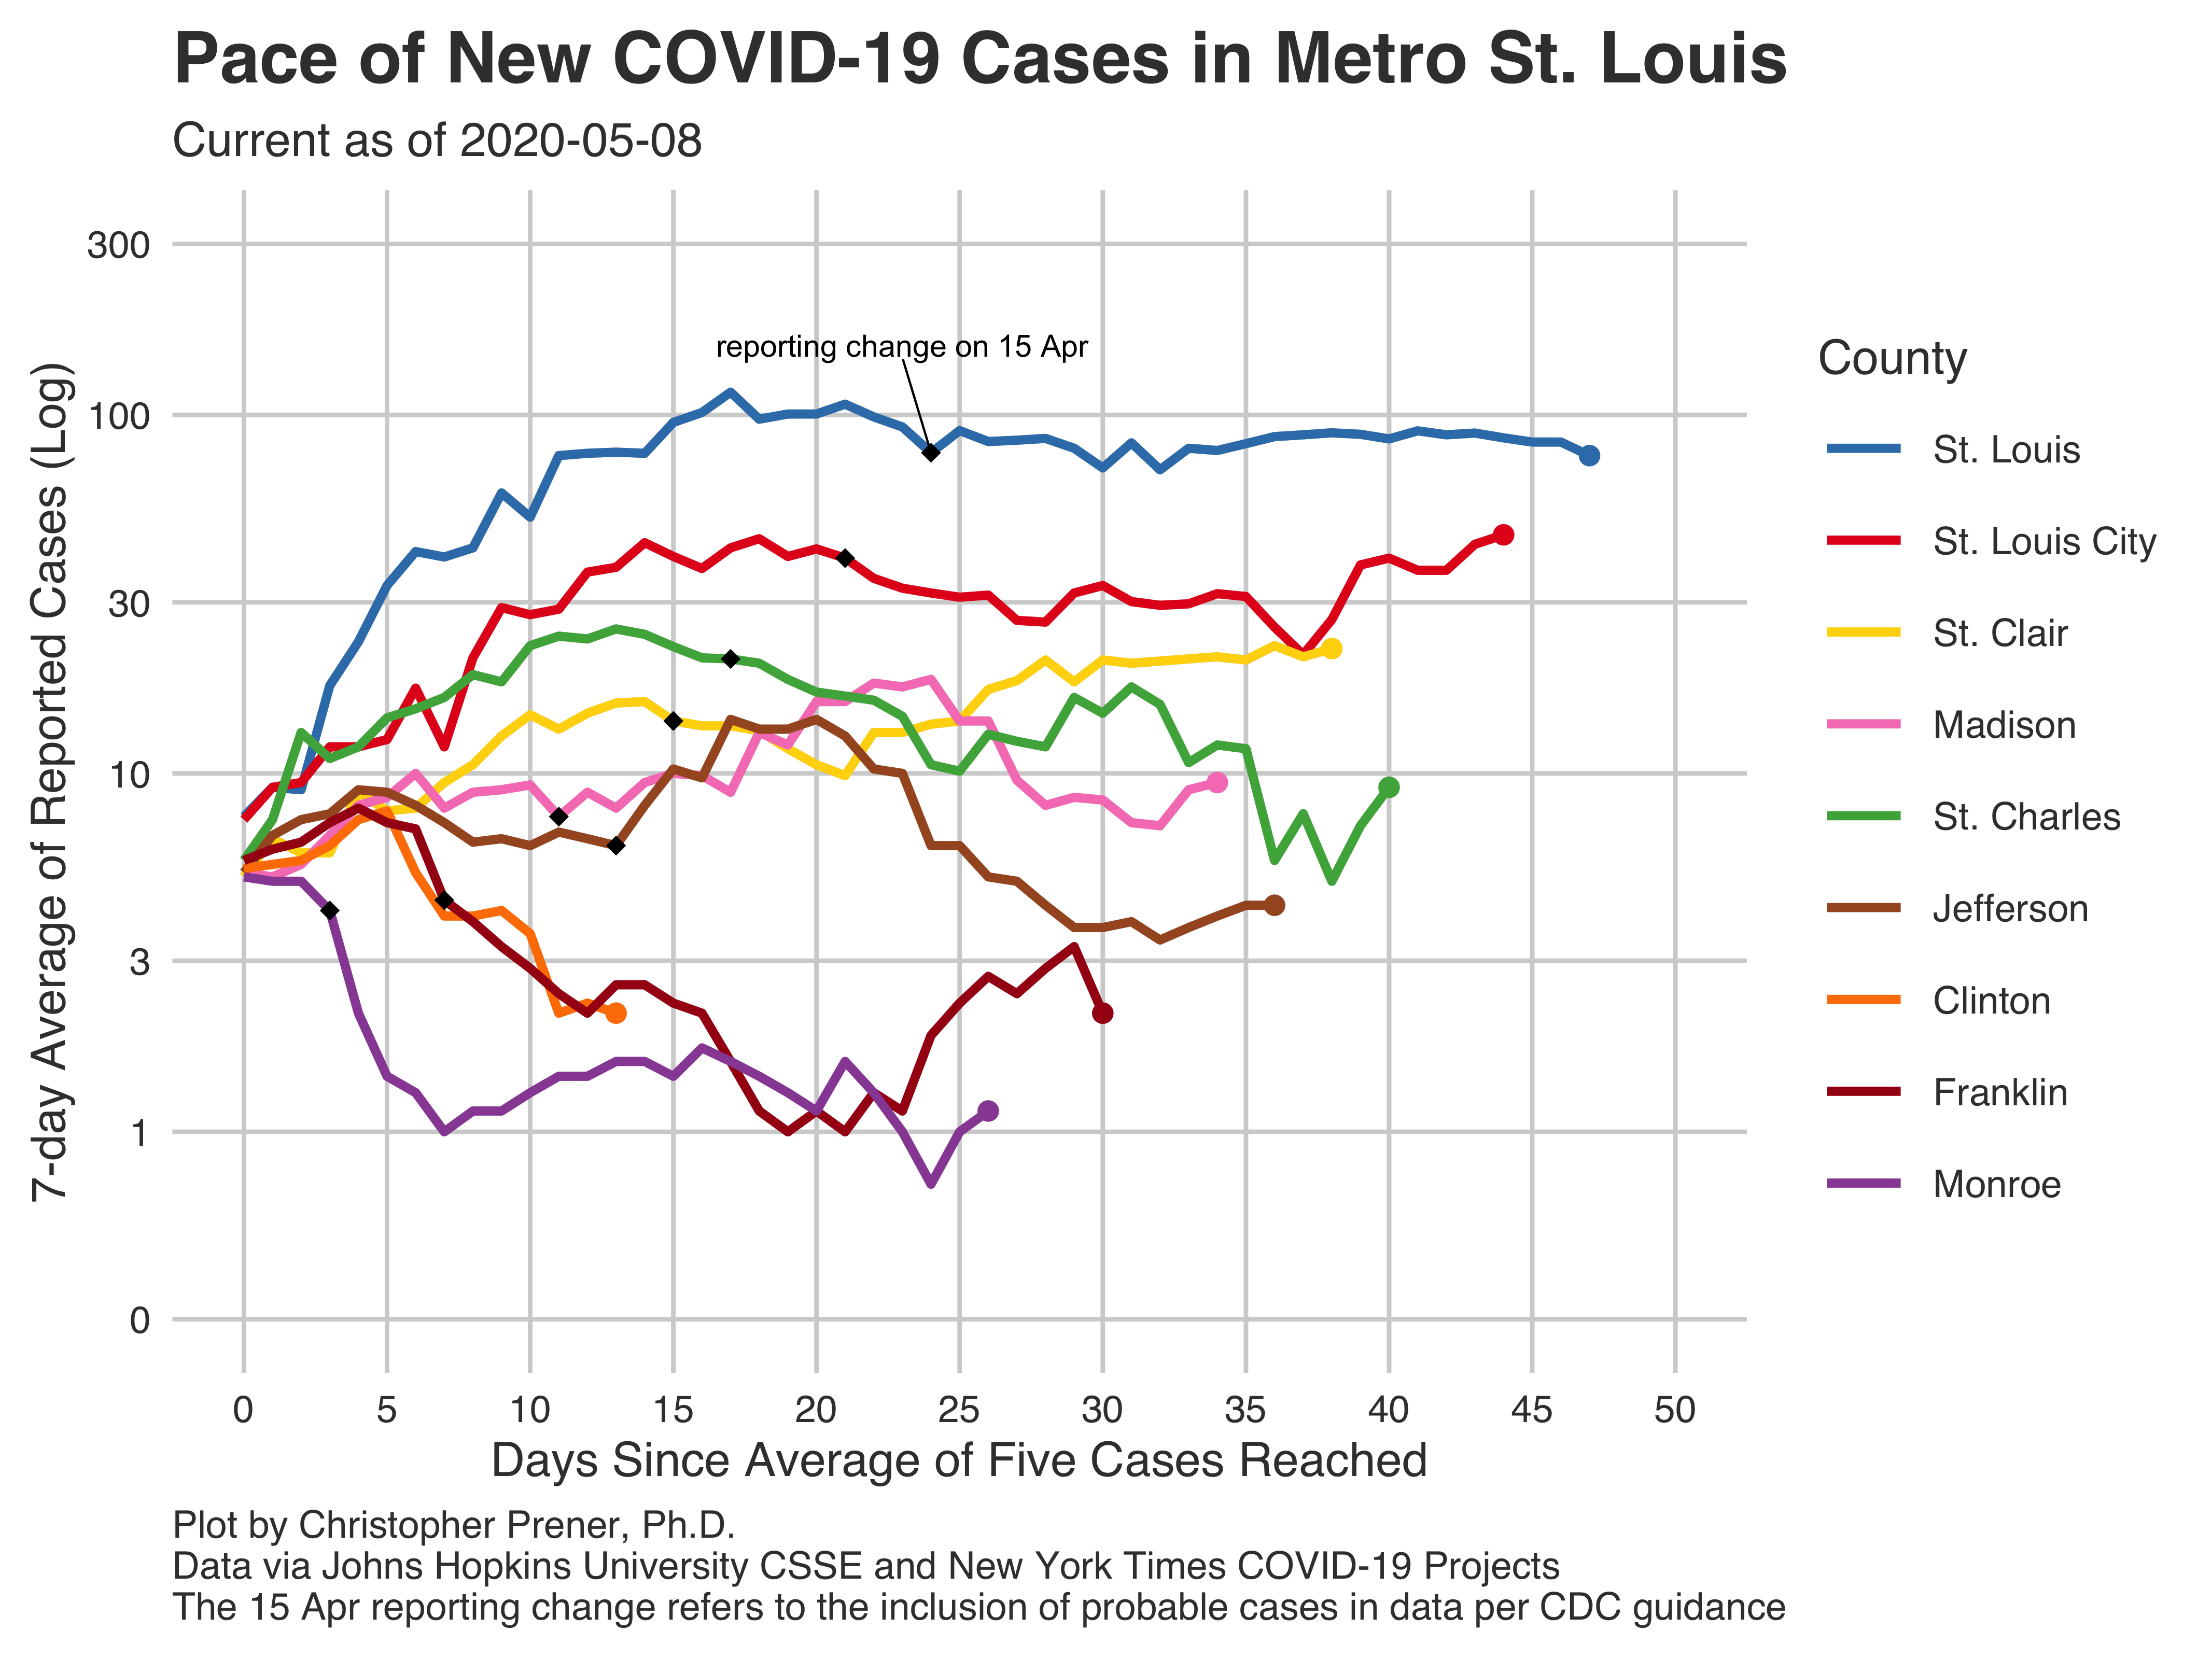 Pace of New COVID-19 Cases in Metro St. Louis
Current as of 2020-05-08
7-day Average of Reported Cases (Log)
300
100
30
10
3
1
0
reporting change on 15 Apr
0 5 10 15 20 25 30 35 40 45 50
Days Since Average of Five Cases Reached
County
St. Louis
St. Louis City
St. Clair
Madison
St. Charles
Jefferson
Clinton
Franklin
Monroe
Plot by Christopher Prener, Ph.D.
Data via Johns Hopkins University CSSE and New York Times COVID-19 Projects
The 15 Apr reporting change refers to the inclusion of probable cases in data per CDC guidance